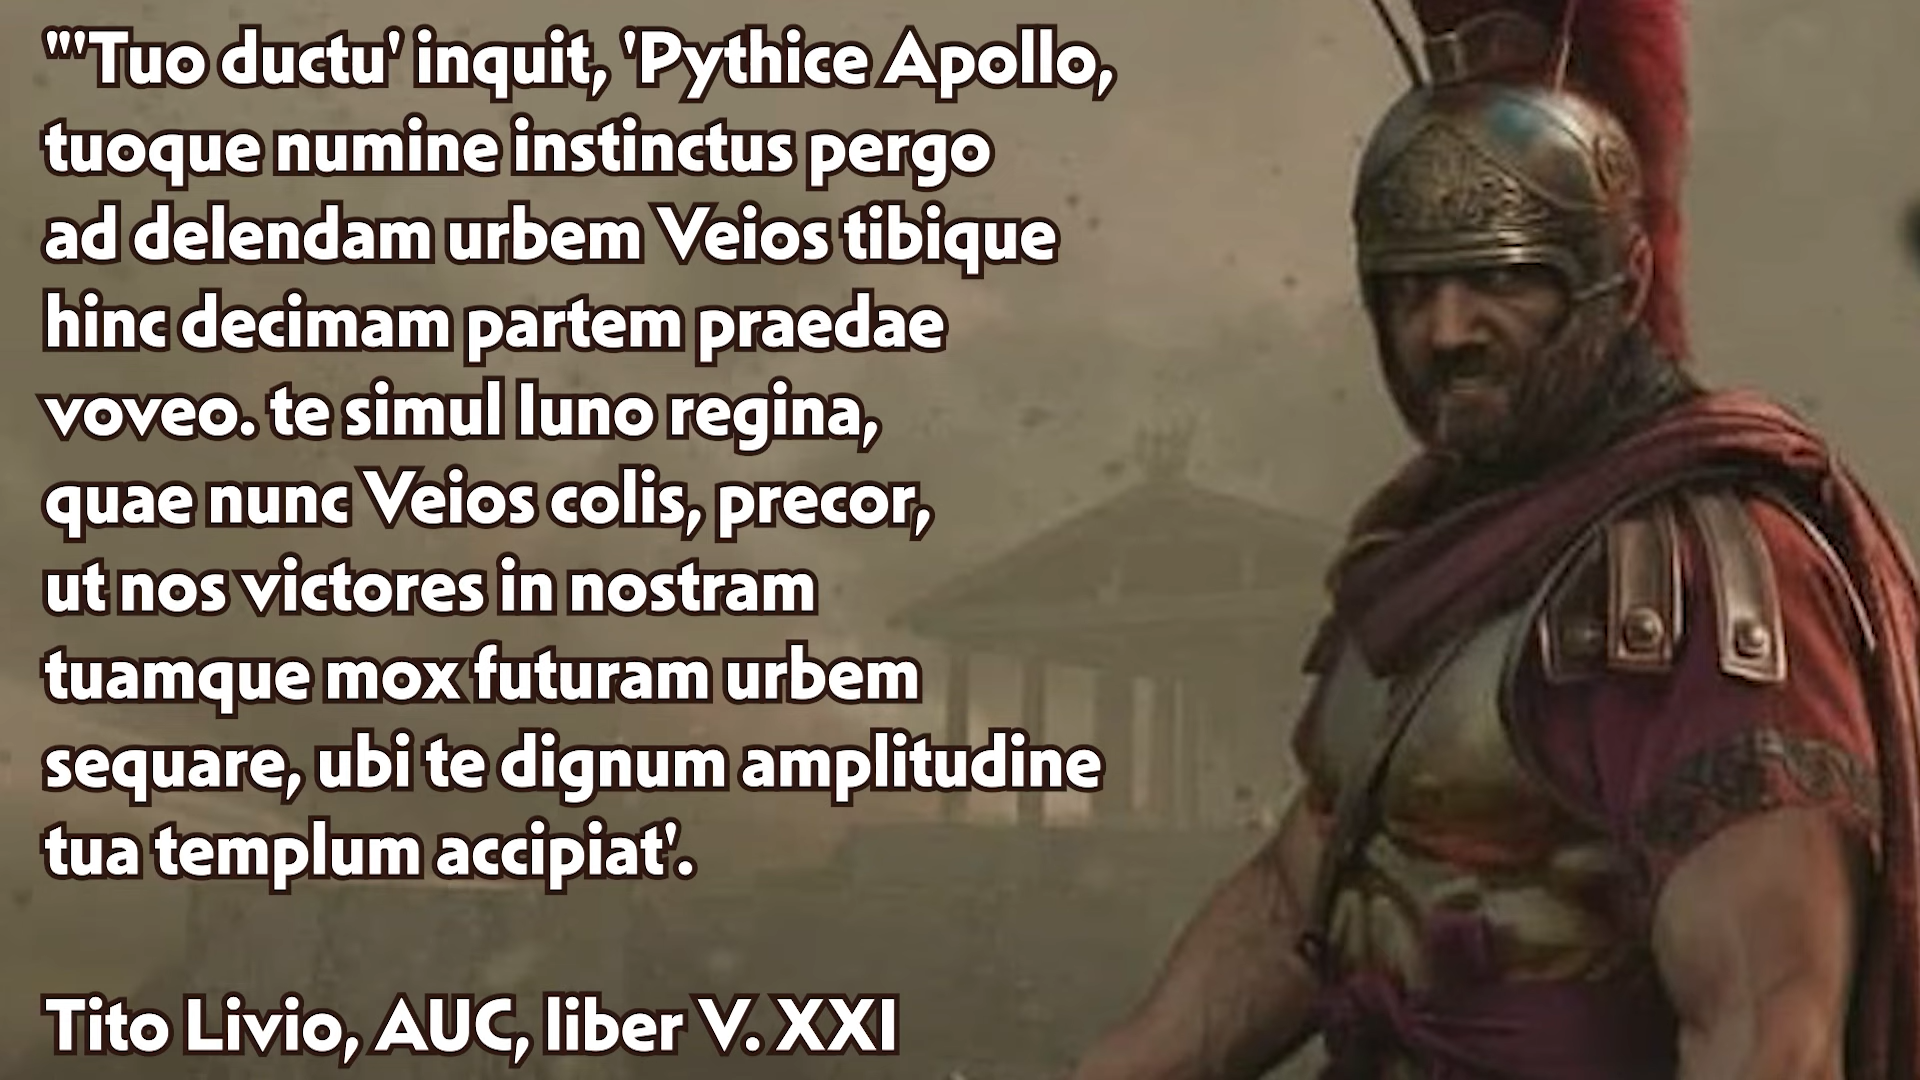 "'Tuo ductu' inquit, 'Pythice Apollo,
tuoque numine instinctus pergo
ad delendam urbem Veios tibique
hinc decimam partem praedae
voveo. te simul Iuno regina,
quae nunc Veios colis, precor,
ut nos victores in nostram
tuamque mox futuram urbem
sequare, ubi te dignum amplitudine
tua templum accipiat'.
Tito Livio, AUC, liber V. XXI